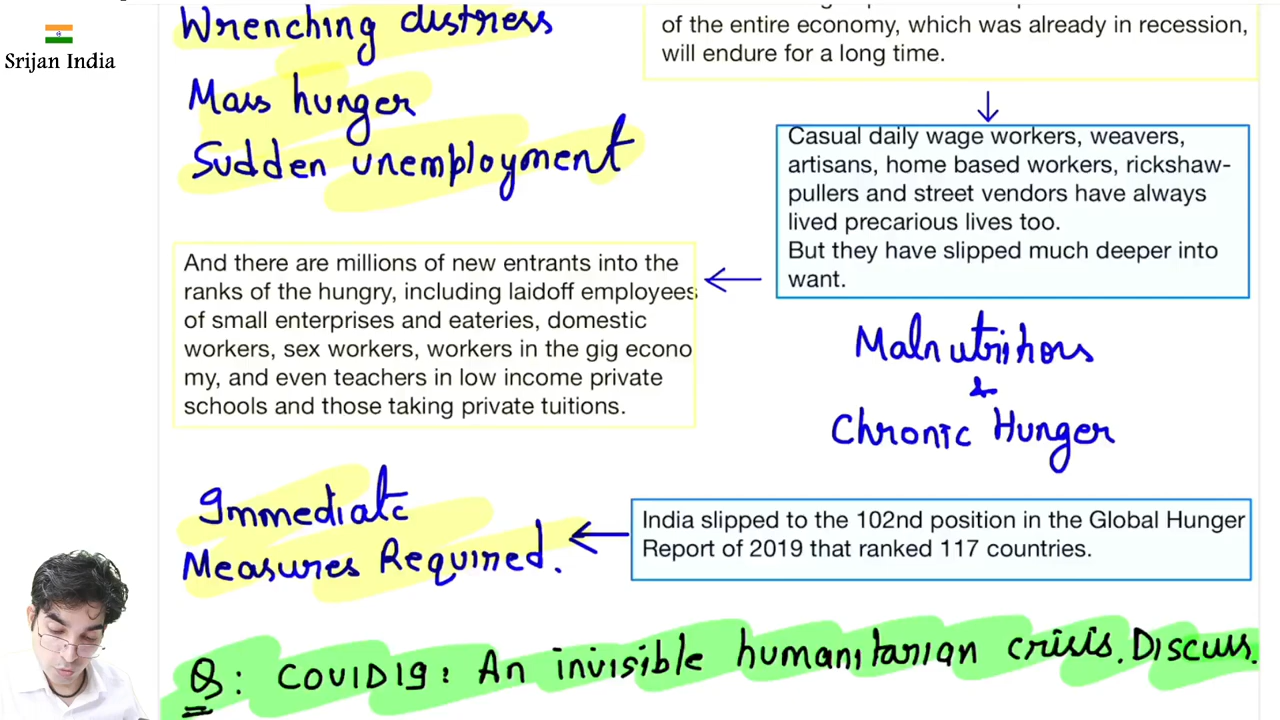 Srijan India
Wrenching distress
Mass hunger
Sudden unemployment
of the entire economy, which was already in recession,
will endure for a long time.
Casual daily wage workers, weavers,
artisans, home based workers, rickshaw-
pullers and street vendors have always
lived precarious lives too.
But they have slipped much deeper into
want.
And there are millions of new entrants into the
ranks of the hungry, including laidoff employees
of small enterprises and eateries, domestic
workers, sex workers, workers in the gig econo
my, and even teachers in low income private
schools and those taking private tuitions.
Malnutritions
&
Chronic Hunger
Immediate
Measures Required.
India slipped to the 102nd position in the Global Hunger
Report of 2019 that ranked 117 countries.
Q: COVID19: An invisible humanitarian crisis. Discuss.